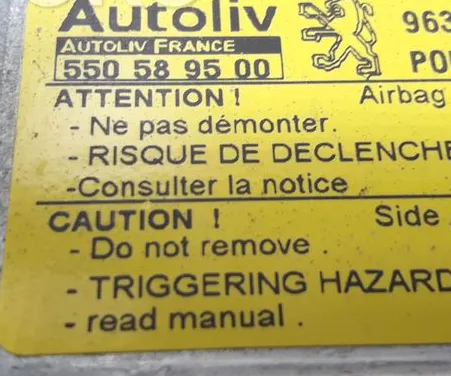 Autoliv 963
AUTOLIV FRANCE
550 58 95 00
ATTENTION ! Airbag
- Ne pas démonter.
- RISQUE DE DECLENCHE
-Consulter la notice
CAUTION ! Side
- Do not remove .
- TRIGGERING HAZARD
- read manual .